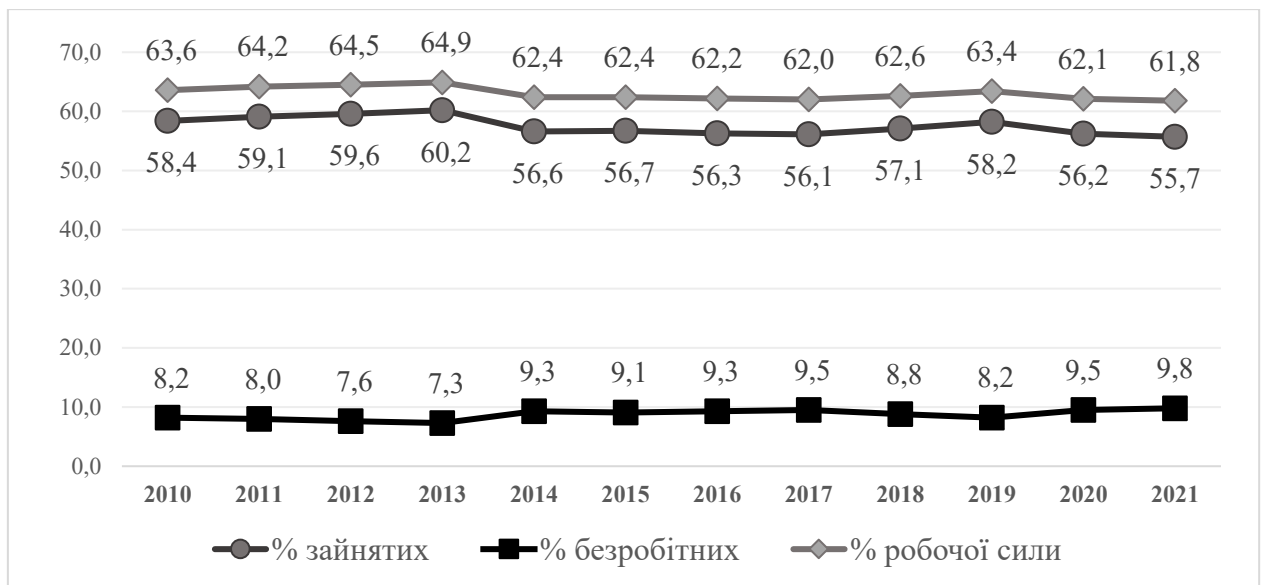 63,6 64,2 64,5 64,9 62,4 62,4 62,2 62,0 62,6 63,4 62,1 61,8
70,0
60,0
58,4 59,1 59,6 60,2 56,6 56,7 56,3 56,1 57,1 58,2 56,2 55,7
50,0
40,0
30,0
20,0
8,2 8,0 7,6 7,3 9,3 9,1 9,3 9,5 8,8 8,2 9,5 9,8
10,0
0,0
2010 2011 2012 2013 2014 2015 2016 2017 2018 2019 2020 2021
% зайнятих % безробітних % робочої сили